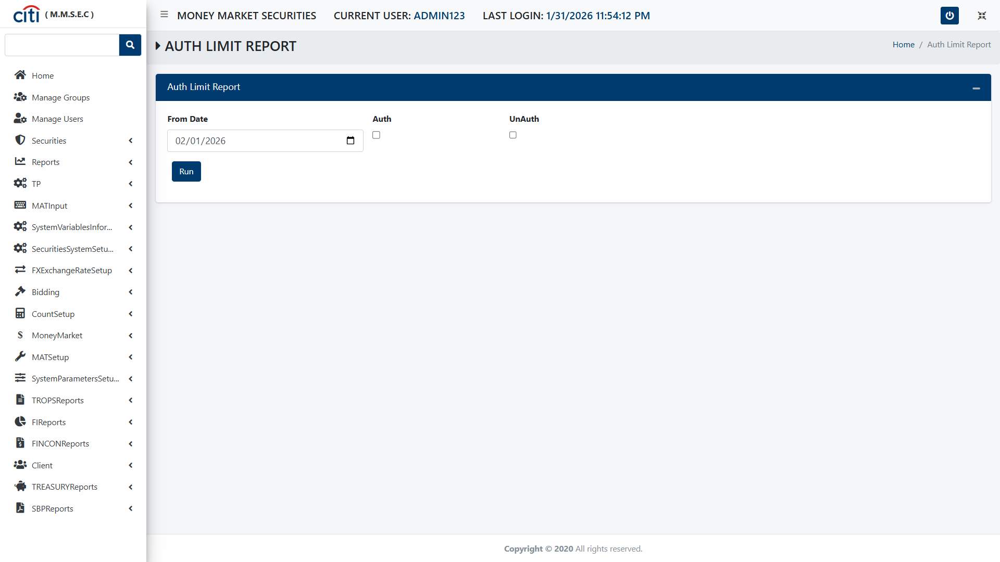 citi ( M.M.S.E.C )
MONEY MARKET SECURITIES CURRENT USER: ADMIN123 LAST LOGIN: 1/31/2026 11:54:12 PM
AUTH LIMIT REPORT
Home / Auth Limit Report
Home
Manage Groups
Manage Users
Securities
Reports
TP
MATInput
SystemVariablesInfor...
SecuritiesSystemSetu...
FXExchangeRateSetup
Bidding
CountSetup
MoneyMarket
MATSetup
SystemParametersSetu...
TROPSReports
FIReports
FINCONReports
Client
TREASURYReports
SBPReports
Auth Limit Report
From Date Auth UnAuth
02/01/2026
Run
Copyright © 2020 All rights reserved.